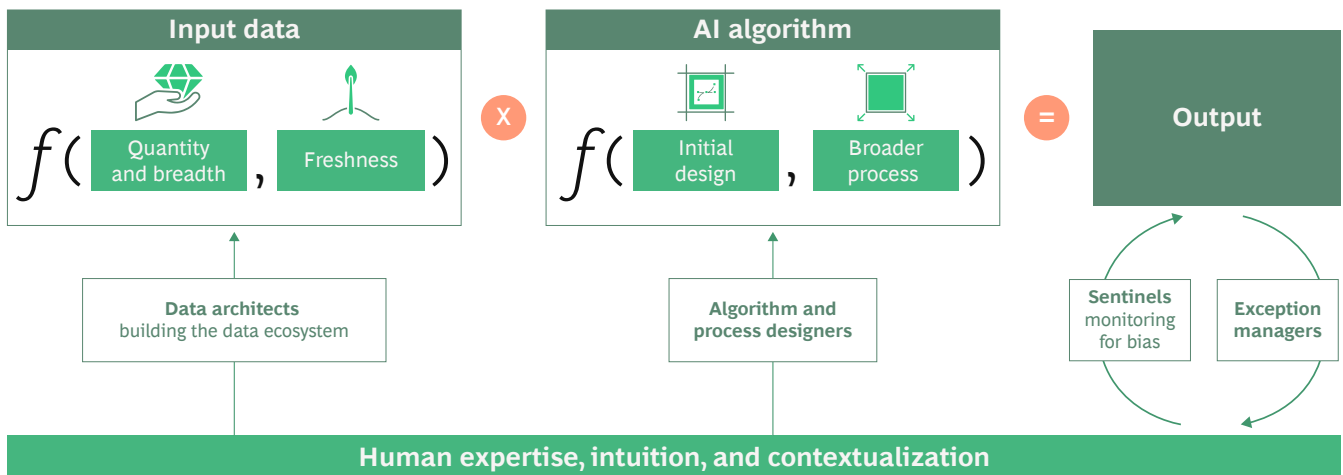 Input data
f( Quantity and breadth , Freshness )
X
AI algorithm
f( Initial design , Broader process )
=
Output
Data architects
building the data ecosystem
Algorithm and
process designers
Sentinels
monitoring
for bias
Exception
managers
Human expertise, intuition, and contextualization